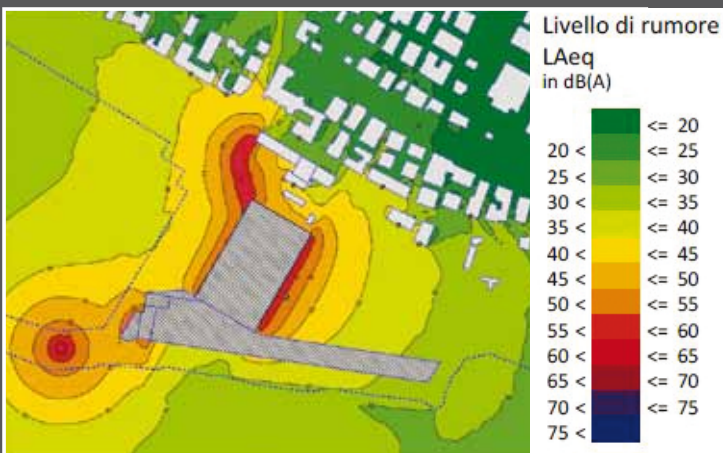 Livello di rumore
LAeq
in dB(A)
<= 20
20 < <= 25
25 < <= 30
30 < <= 35
35 < <= 40
40 < <= 45
45 < <= 50
50 < <= 55
55 < <= 60
60 < <= 65
65 < <= 70
70 < <= 75
75 <